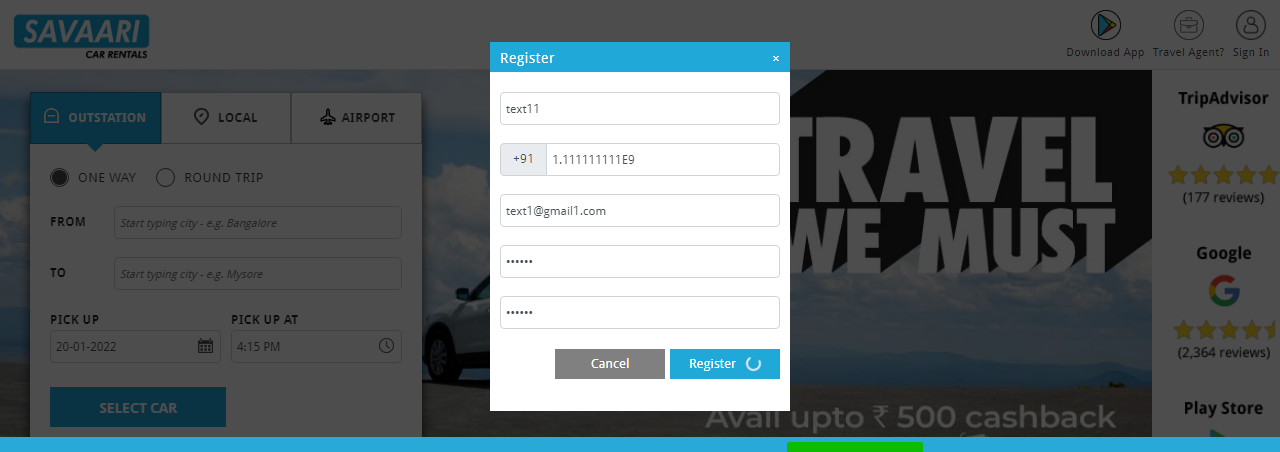 SAVAARI
CAR RENTALS
Download App
Travel Agent?
Sign In
Register
×
text11
+91
1.111111111E9
text1@gmail1.com
••••••
••••••
Cancel
Register
OUTSTATION
LOCAL
AIRPORT
ONE WAY
ROUND TRIP
FROM
Start typing city - e.g. Bangalore
TO
Start typing city - e.g. Mysore
PICK UP
PICK UP AT
20-01-2022
4:15 PM
SELECT CAR
TRAVEL
WE MUST
Avail upto ₹ 500 cashback
TripAdvisor
(177 reviews)
Google
(2,364 reviews)
Play Store